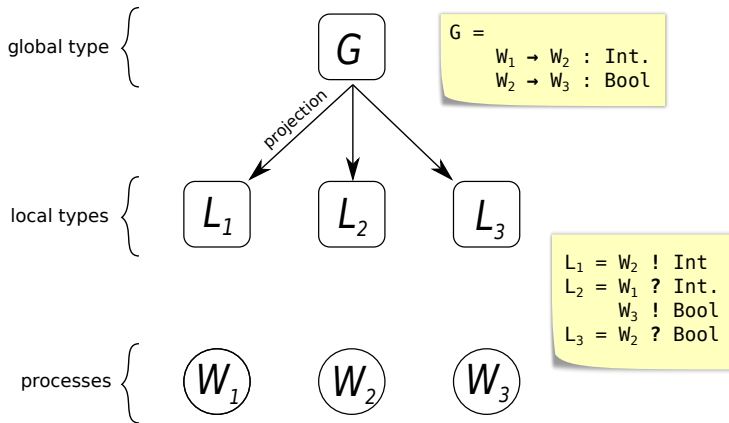 global type
G
G =
W₁ → W₂ : Int.
W₂ → W₃ : Bool
projection
local types
L₁ L₂ L₃
L₁ = W₂ ! Int
L₂ = W₁ ? Int.
W₃ ! Bool
L₃ = W₂ ? Bool
processes
W₁ W₂ W₃